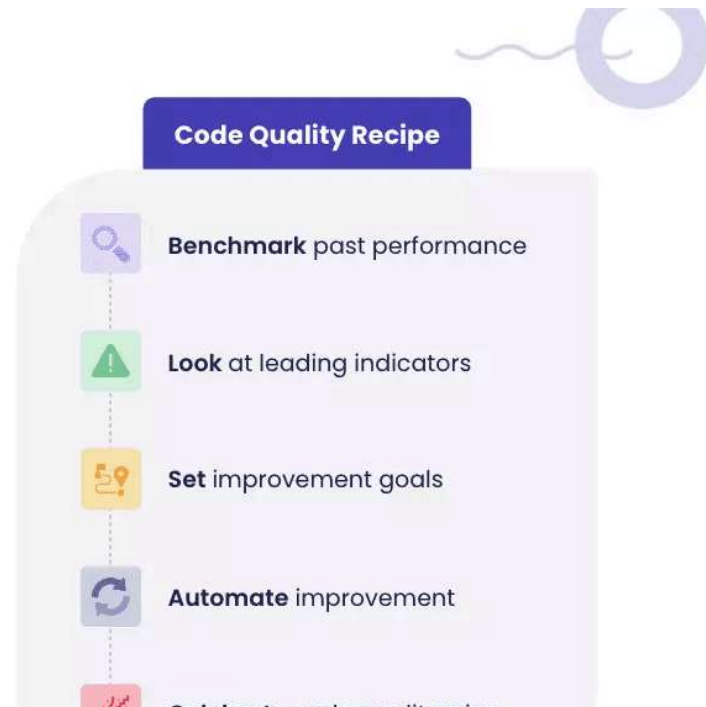 Code Quality Recipe
Benchmark past performance
Look at leading indicators
Set improvement goals
Automate improvement